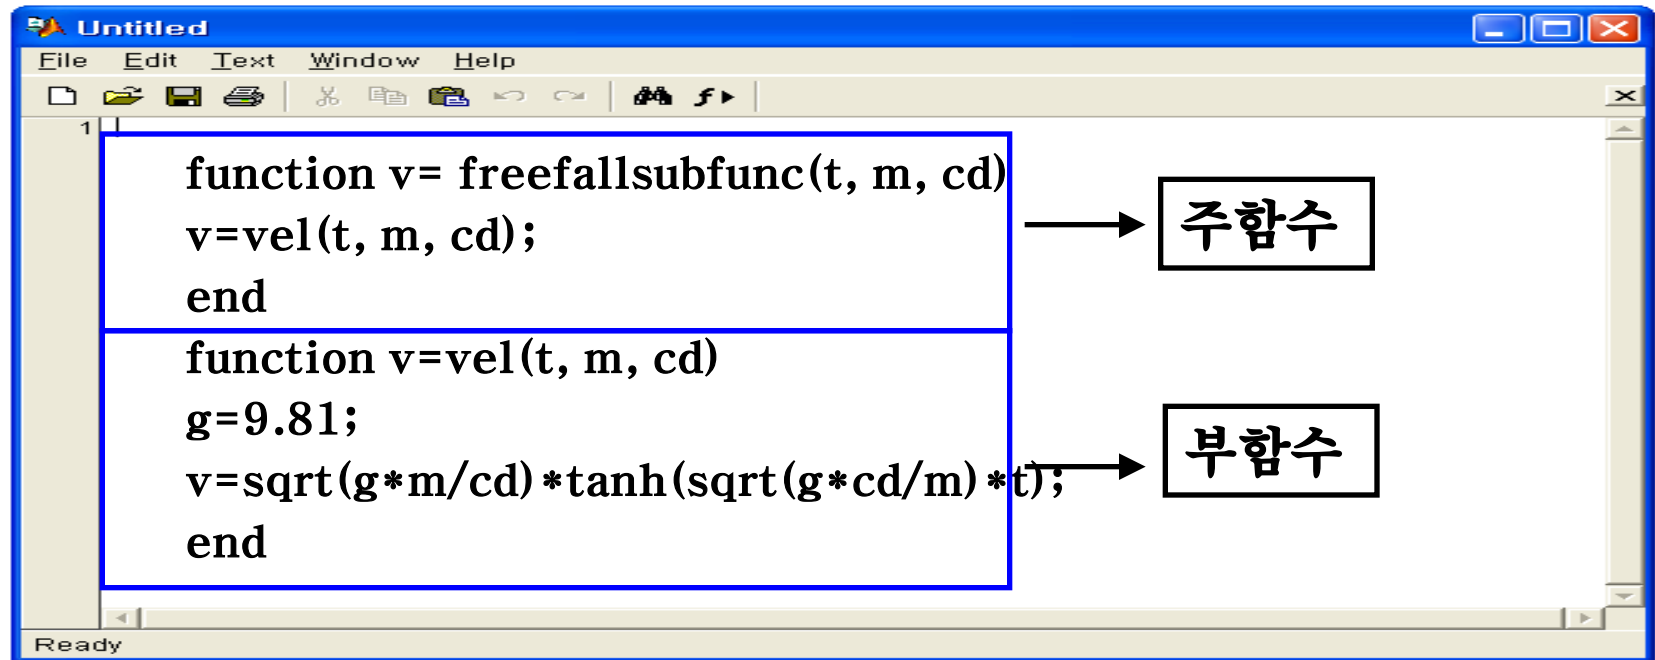 Untitled
File Edit Text Window Help
1
function v= freefallsubfunc(t, m, cd)
v=vel(t, m, cd);
end
주함수
function v=vel(t, m, cd)
g=9.81;
v=sqrt(g*m/cd)*tanh(sqrt(g*cd/m)*t);
end
부함수
Ready